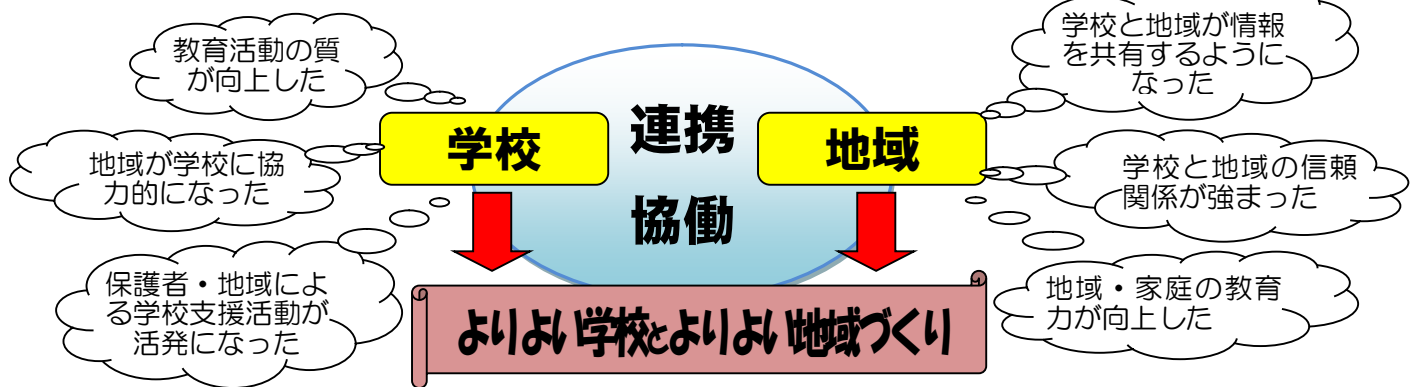 教育活動の質
が向上した
地域が学校に協
力的になった
保護者・地域によ
る学校支援活動が
活発になった
学校
連携
協働
地域
よりよい学校とよりよい地域づくり
学校と地域が情報
を共有するように
なった
学校と地域の信頼
関係が強まった
地域・家庭の教育
力が向上した